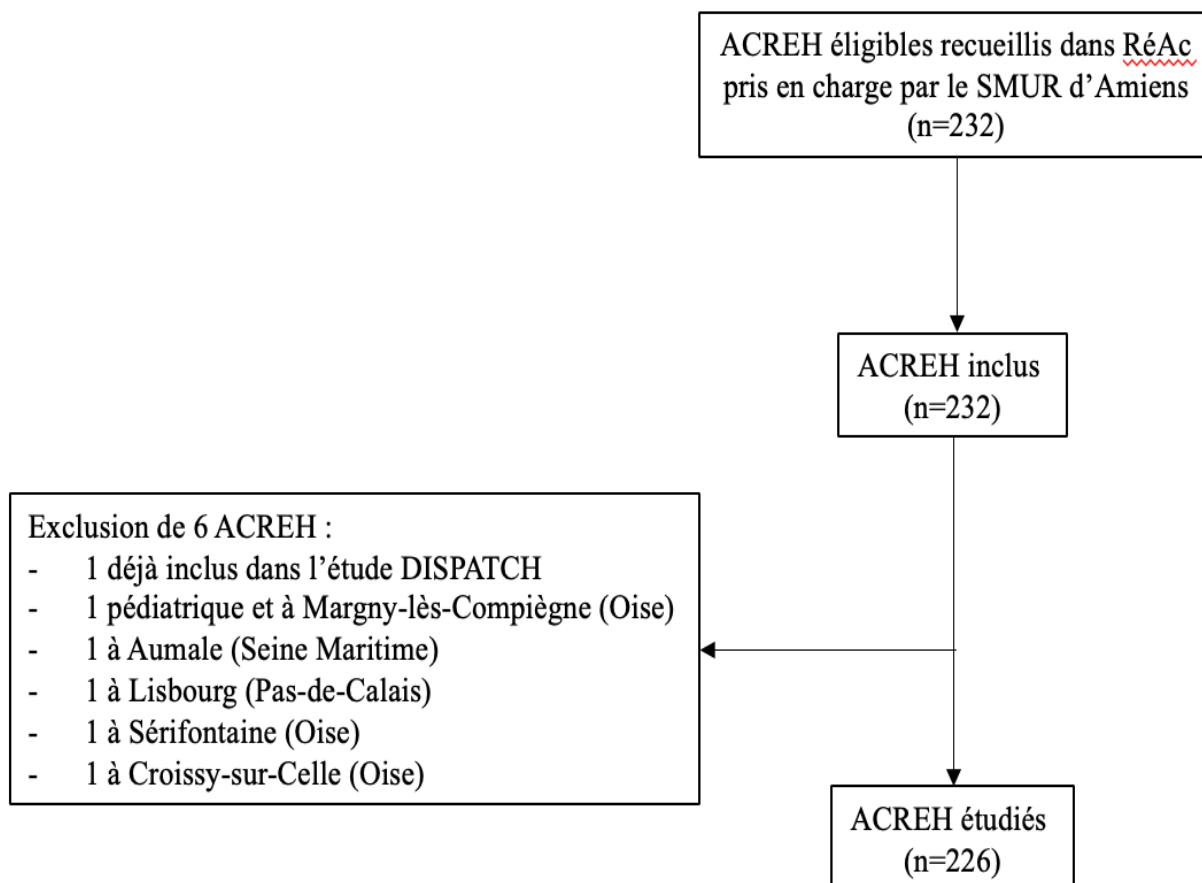 ACREH éligibles recueillis dans RéAc
pris en charge par le SMUR d’Amiens
(n=232)
ACREH inclus
(n=232)
Exclusion de 6 ACREH :
- 1 déjà inclus dans l’étude DISPATCH
- 1 pédiatrique et à Margny-lès-Compiègne (Oise)
- 1 à Aumale (Seine Maritime)
- 1 à Lisbourg (Pas-de-Calais)
- 1 à Sérifontaine (Oise)
- 1 à Croissy-sur-Celle (Oise)
ACREH étudiés
(n=226)